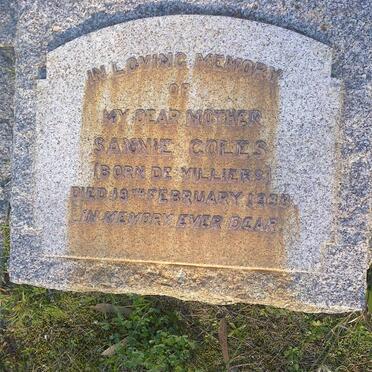 IN LOVING MEMORY
OF
MY DEAR MOTHER
SANNIE COLES
(BORN DE VILLIERS)
DIED 19TH FEBRUARY 1938
IN MEMORY EVER DEAR.